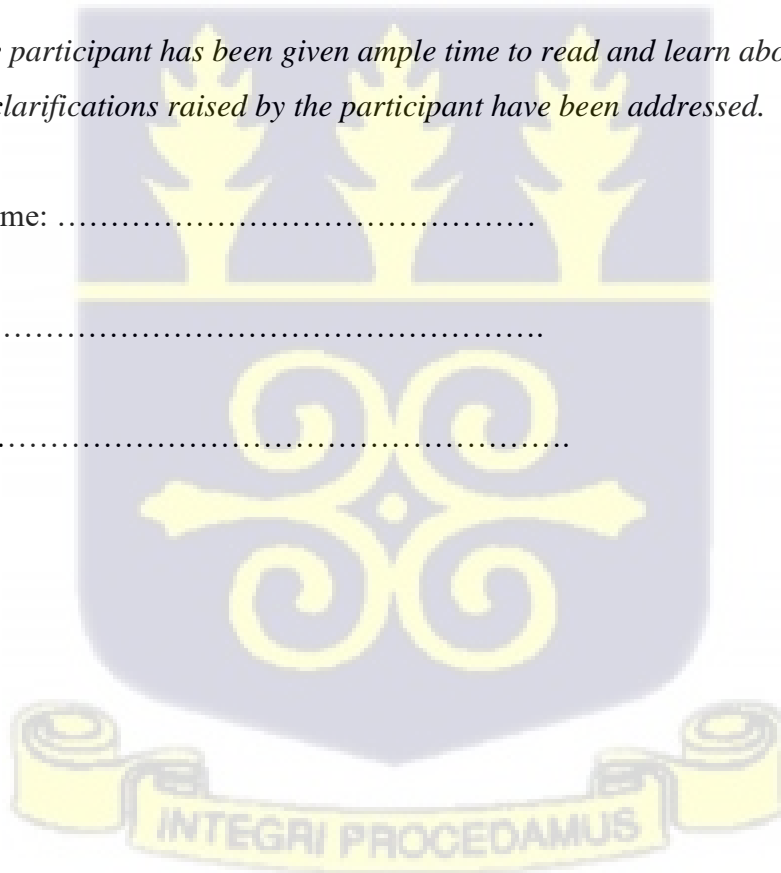 participant has been given ample time to read and learn
clarifications raised by the participant have been addressed.
me: ……………………………………
……………………………………………….
……………………………………………….
INTEGRI PROCEDAMUS